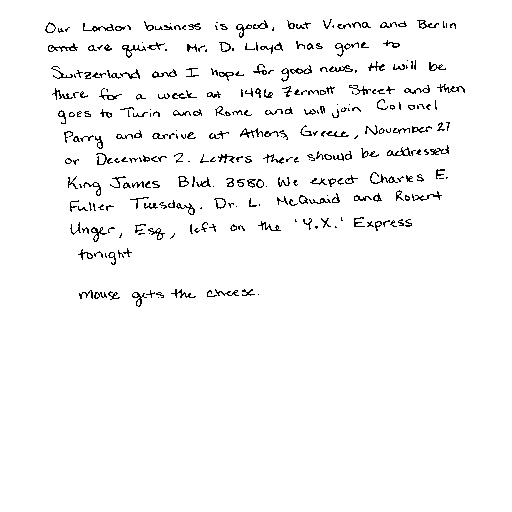 Our London business is good, but Vienna and Berlin
are quiet. Mr. D. Lloyd has gone to
Switzerland and I hope for good news. He will be
there for a week at 1496 Zermott Street and then
goes to Turin and Rome and will join Colonel
Parry and arrive at Athens, Greece, November 27
or December 2. Letters there should be addressed
King James Blvd. 3580. We expect Charles E.
Fuller Tuesday. Dr. L. McQuaid and Robert
Unger, Esq., left on the 'Y.X.' Express
tonight
mouse gets the cheese.